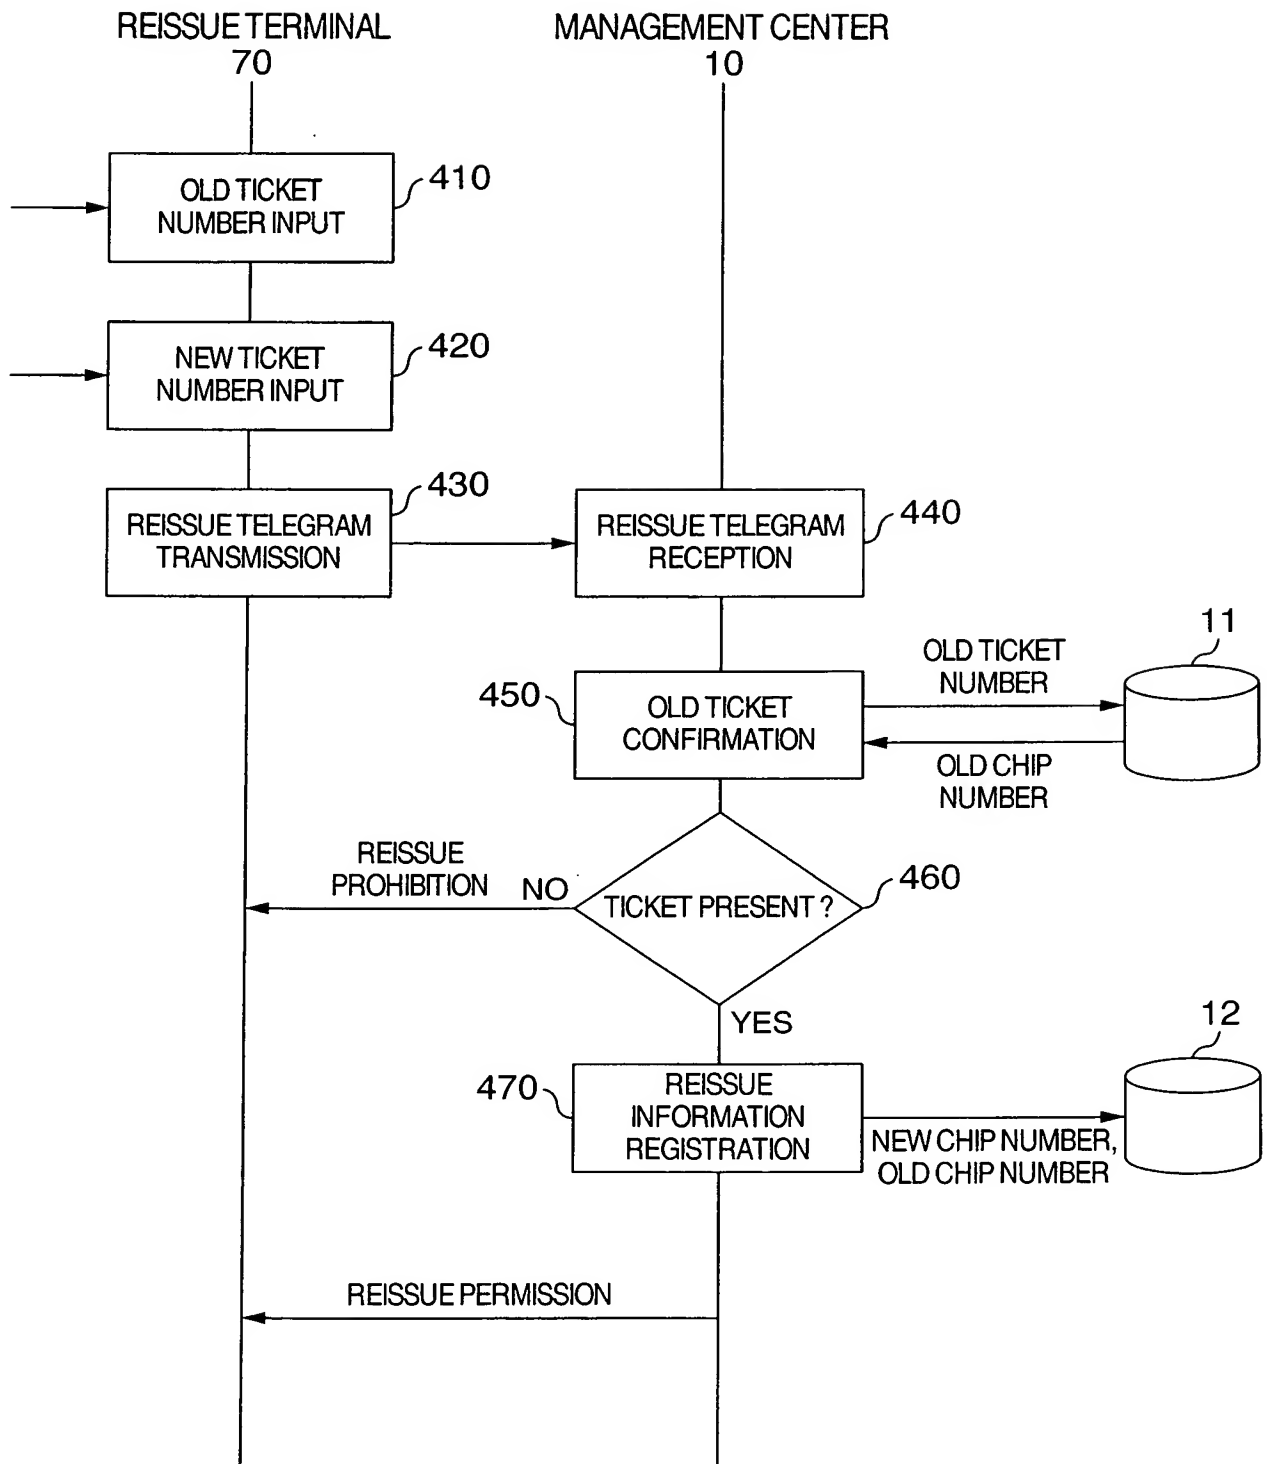 REISSUE TERMINAL
70
MANAGEMENT CENTER
10
OLD TICKET
NUMBER INPUT
410
NEW TICKET
NUMBER INPUT
420
REISSUE TELEGRAM
TRANSMISSION
430
REISSUE TELEGRAM
RECEPTION
440
OLD TICKET
CONFIRMATION
450
OLD TICKET
NUMBER
11
OLD CHIP
NUMBER
TICKET PRESENT ?
460
REISSUE
PROHIBITION
NO
YES
REISSUE
INFORMATION
REGISTRATION
470
12
NEW CHIP NUMBER,
OLD CHIP NUMBER
REISSUE PERMISSION